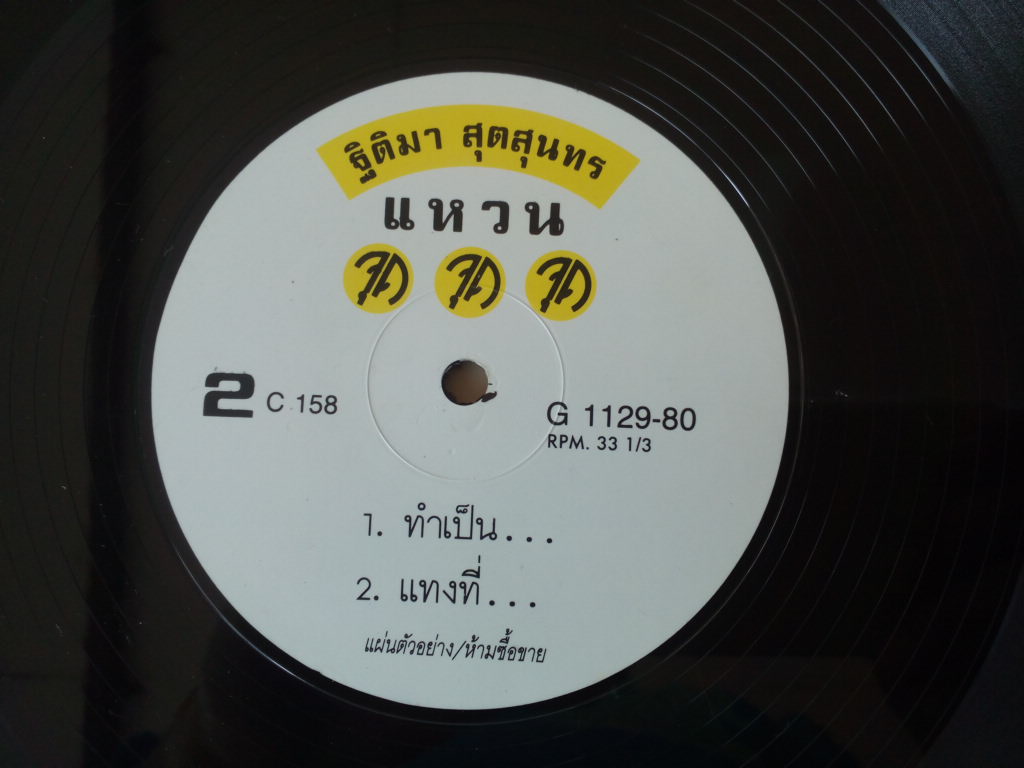 ฐิติมา สุตสุนทร
แหวน
2 C 158
G 1129-80
RPM. 33 1/3
1. ทำเป็น...
2. แทงที่...
แผ่นตัวอย่าง/ห้ามซื้อขาย